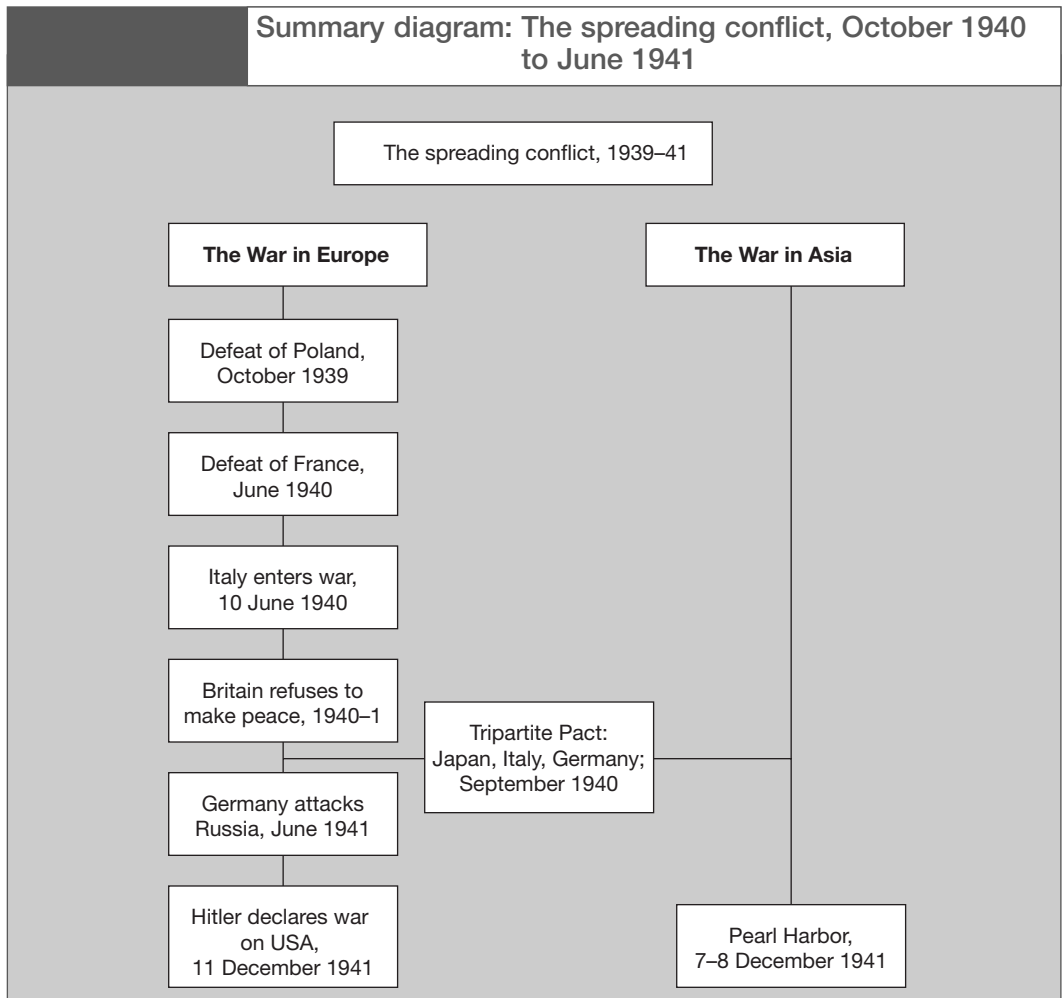 Summary diagram: The spreading conflict, October 1940
to June 1941
The spreading conflict, 1939–41
The War in Europe
The War in Asia
Defeat of Poland,
October 1939
Defeat of France,
June 1940
Italy enters war,
10 June 1940
Britain refuses to
make peace, 1940–1
Tripartite Pact:
Japan, Italy, Germany;
September 1940
Germany attacks
Russia, June 1941
Hitler declares war
on USA,
11 December 1941
Pearl Harbor,
7–8 December 1941